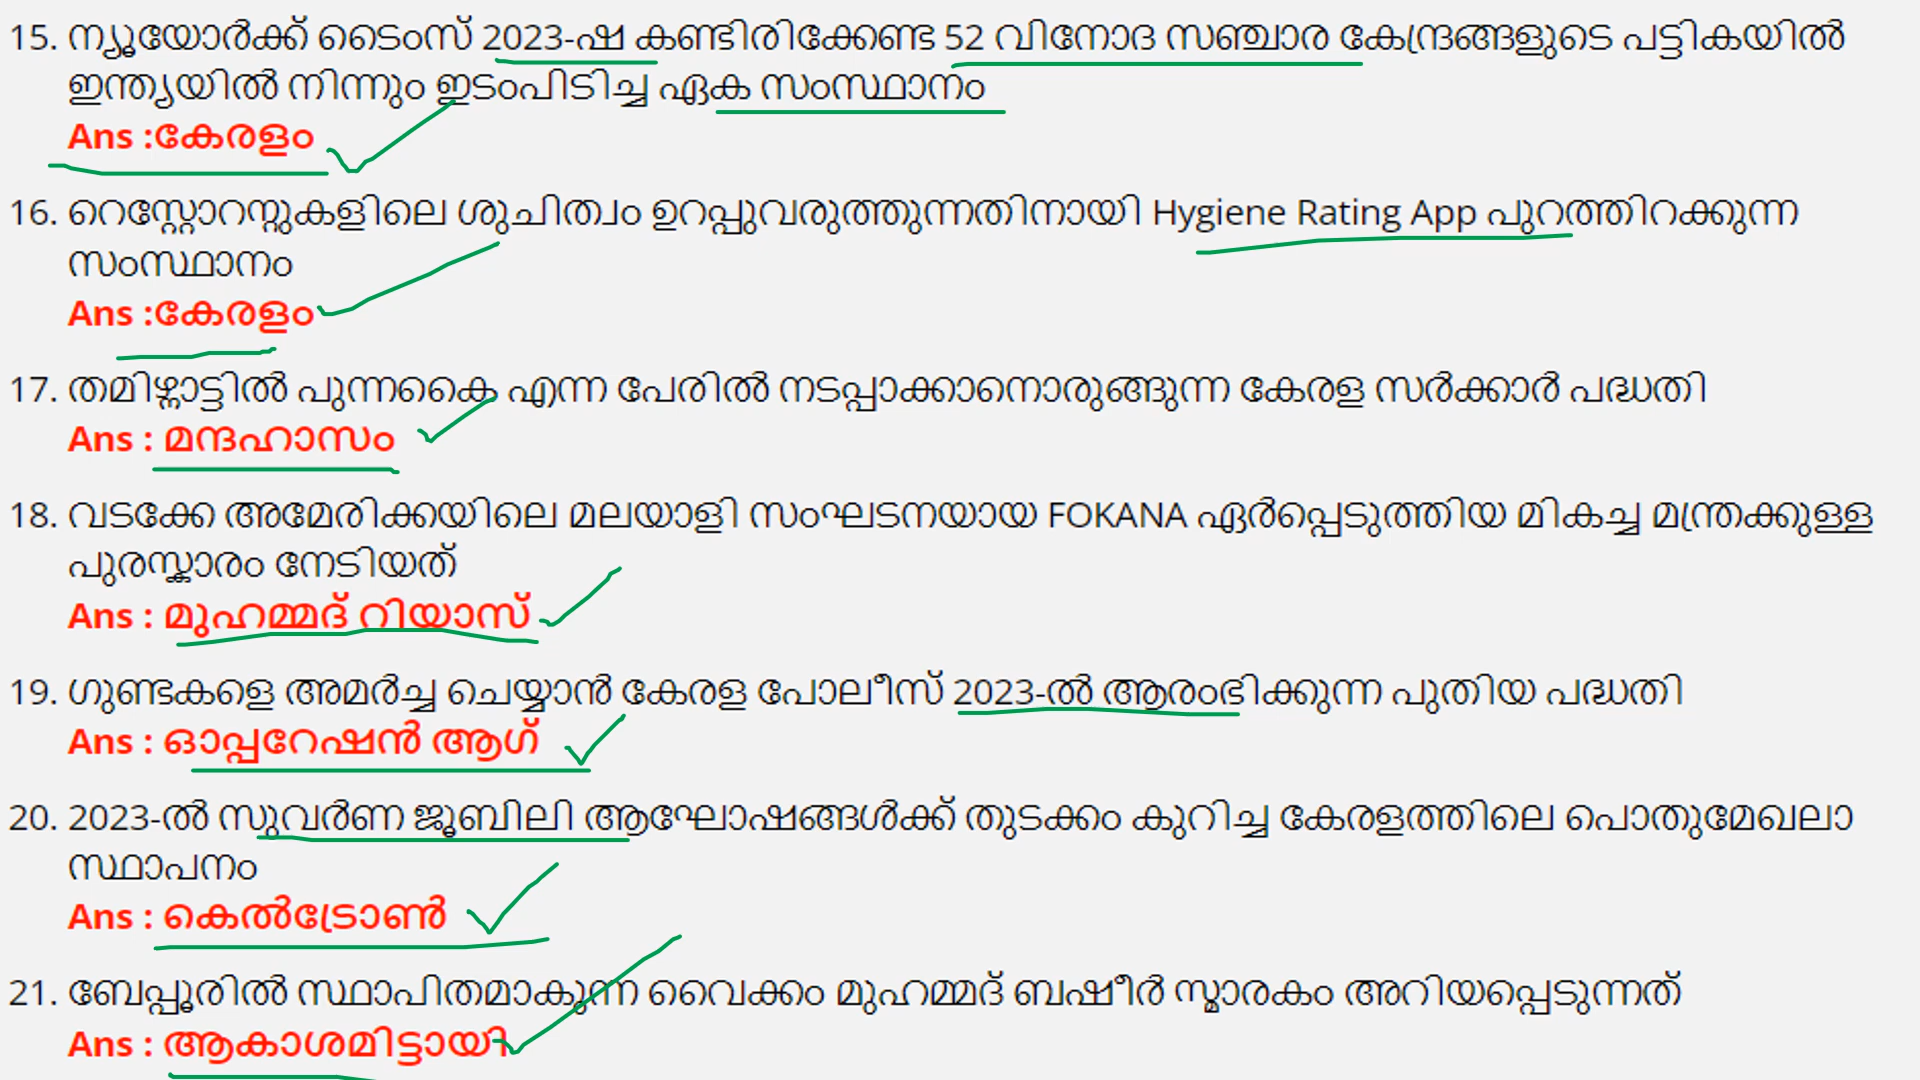 15. ന്യൂയോർക്ക് ടൈംസ് 2023-ഷ കണ്ടിരിക്കേണ്ട 52 വിനോദ സഞ്ചാര കേന്ദ്രങ്ങളുടെ പട്ടികയിൽ
ഇന്ത്യയിൽ നിന്നും ഇടംപിടിച്ച ഏക സംസ്ഥാനം
Ans :കേരളം
16. റെസ്റ്റോറന്റുകളിലെ ശുചിത്വം ഉറപ്പുവരുത്തുന്നതിനായി Hygiene Rating App പുറത്തിറക്കുന്ന
സംസ്ഥാനം
Ans :കേരളം
17. തമിഴ്നാട്ടിൽ പുന്നകൈ എന്ന പേരിൽ നടപ്പാക്കാനൊരുങ്ങുന്ന കേരള സർക്കാർ പദ്ധതി
Ans : മന്ദഹാസം
18. വടക്കേ അമേരിക്കയിലെ മലയാളി സംഘടനയായ FOKANA ഏർപ്പെടുത്തിയ മികച്ച മന്ത്രക്കുള്ള
പുരസ്കാരം നേടിയത്
Ans : മുഹമ്മദ് റിയാസ്
19. ഗുണ്ടകളെ അമർച്ച ചെയ്യാൻ കേരള പോലീസ് 2023-ൽ ആരംഭിക്കുന്ന പുതിയ പദ്ധതി
Ans : ഓപ്പറേഷൻ ആഗ്
20. 2023-ൽ സുവർണ ജൂബിലി ആഘോഷങ്ങൾക്ക് തുടക്കം കുറിച്ച കേരളത്തിലെ പൊതുമേഖലാ
സ്ഥാപനം
Ans : കെൽട്രോൺ
21. ബേപ്പൂരിൽ സ്ഥാപിതമാകുന്ന വൈക്കം മുഹമ്മദ് ബഷീർ സ്മാരകം അറിയപ്പെടുന്നത്
Ans : ആകാശമിട്ടായി